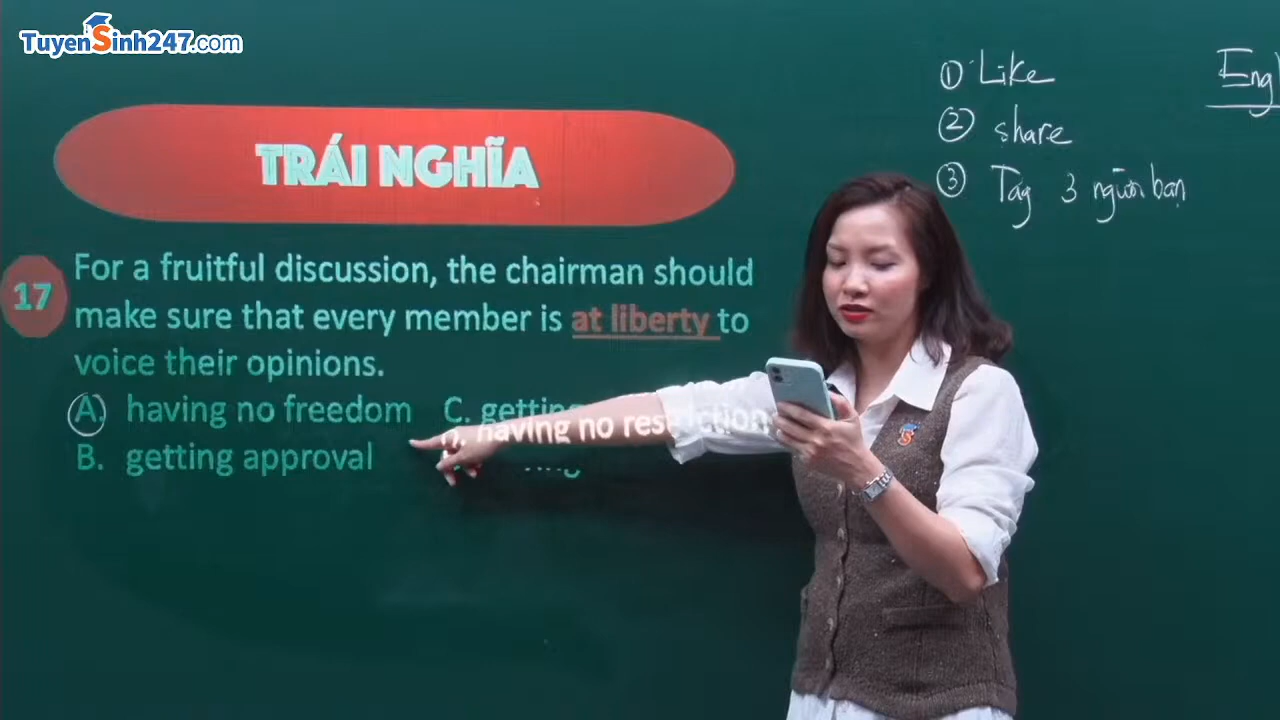 TuyenSinh247.com
① Like
② share
③ Tag 3 người bạn
TRÁI NGHĨA
17
For a fruitful discussion, the chairman should
make sure that every member is at liberty to
voice their opinions.
A. having no freedom C. getting
B. getting approval D. having no restriction